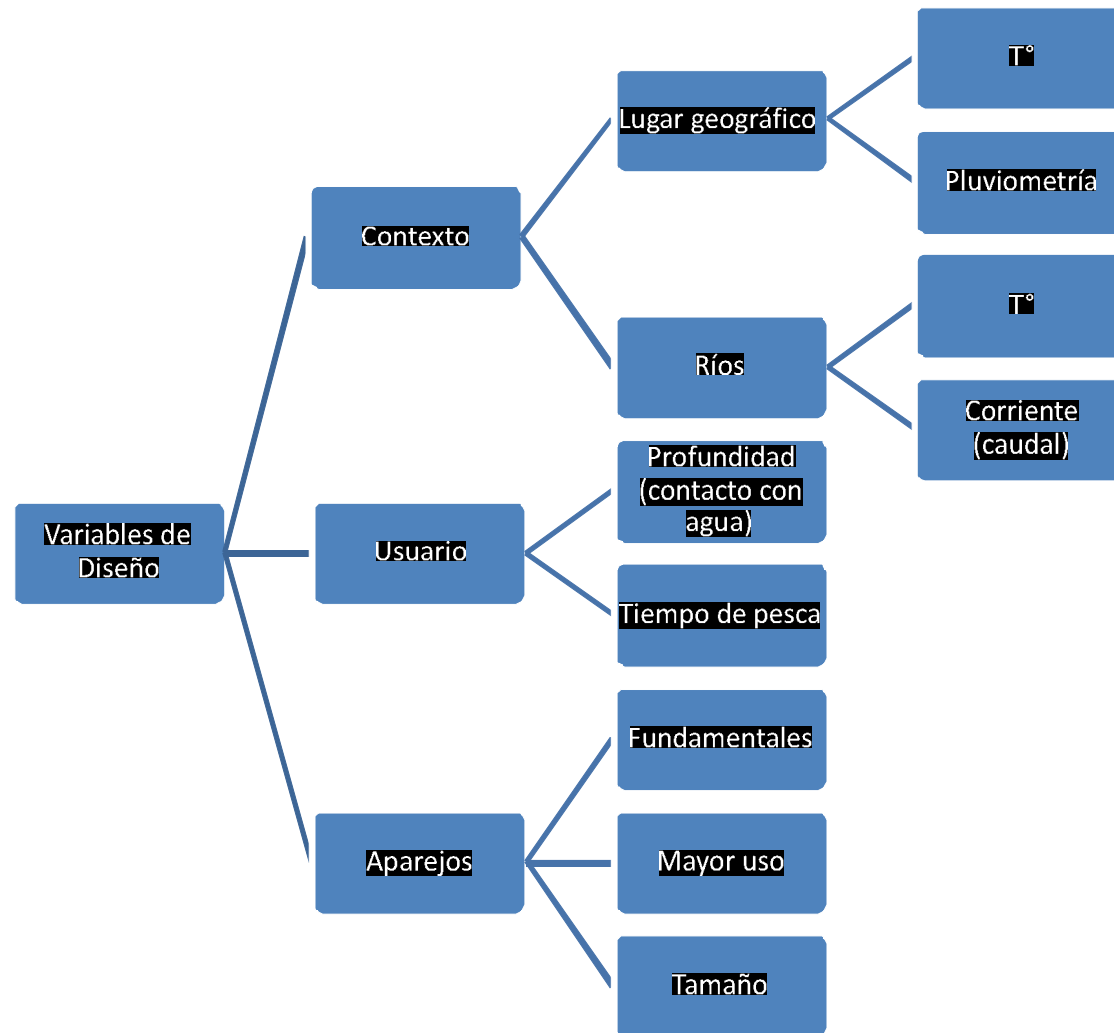 T°
Lugar geográfico
Pluviometría
Contexto
T°
Ríos
Corriente
(caudal)
Profundidad
(contacto con
agua)
Variables de
Diseño
Usuario
Tiempo de pesca
Fundamentales
Aparejos
Mayor uso
Tamaño